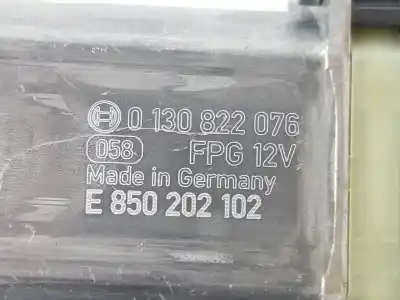 0 130 822 076
058 FPG 12V
Made in Germany
E 850 202 102